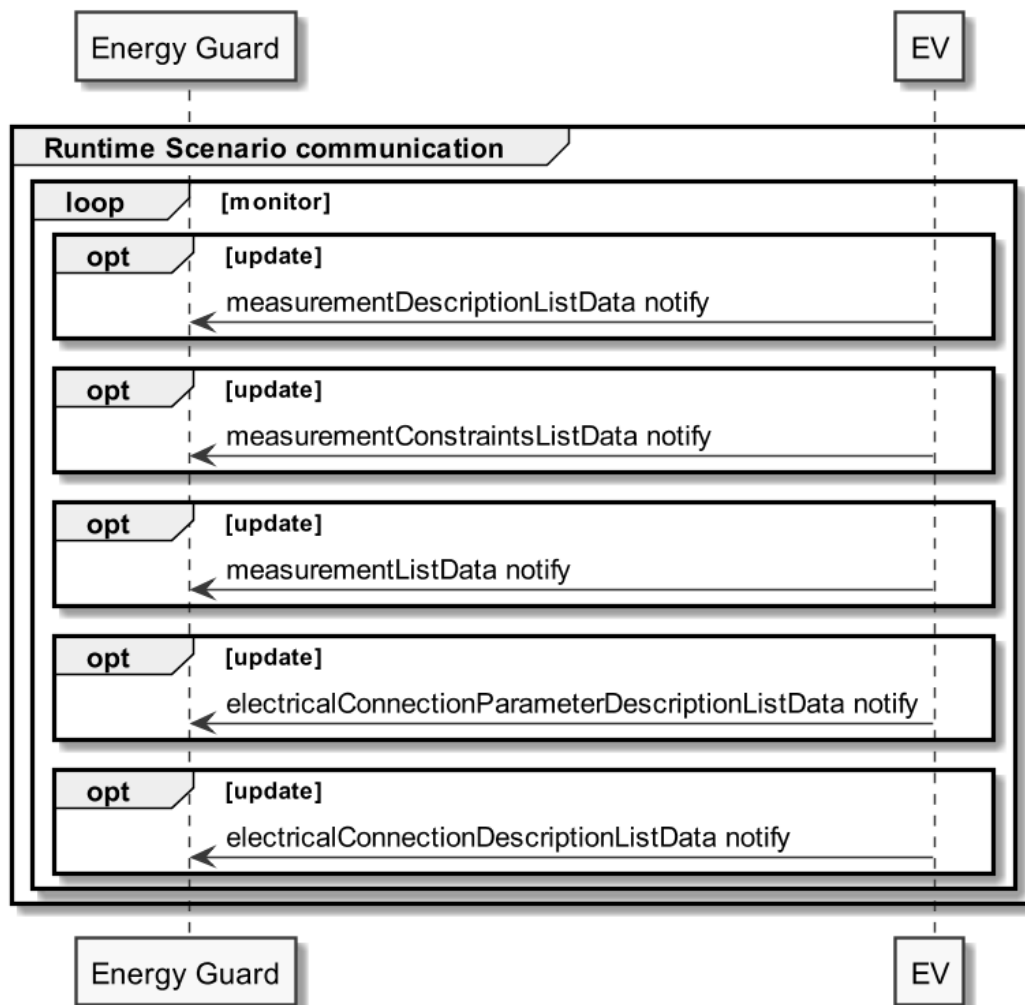 Energy Guard
EV
Runtime Scenario communication
loop
[monitor]
opt
[update]
measurementDescriptionListData notify
opt
[update]
measurementConstraintsListData notify
opt
[update]
measurementListData notify
opt
[update]
electricalConnectionParameterDescriptionListData notify
opt
[update]
electricalConnectionDescriptionListData notify
Energy Guard
EV